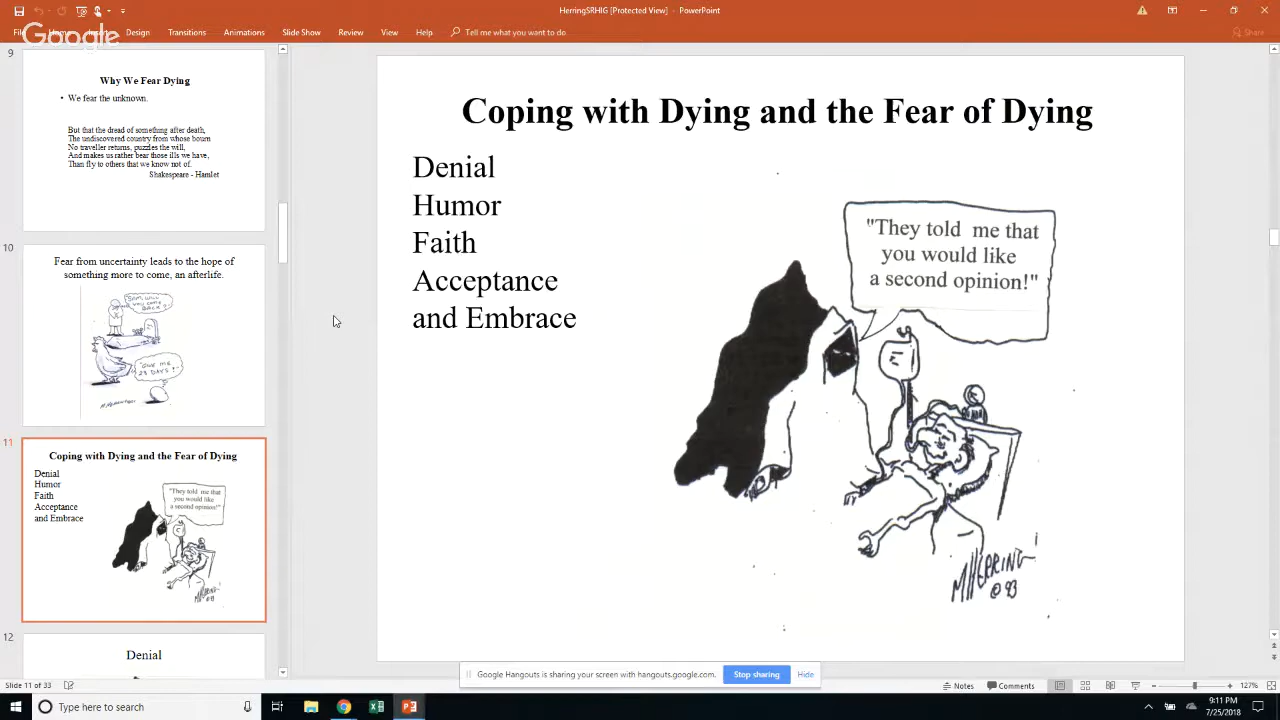 HerringSRHIG [Protected View] - PowerPoint
Google
File
Design
Transitions
Animations
Slide Show
Review
View
Help
Tell me what you want to do
Share
9
Why We Fear Dying
• We fear the unknown.
But that the dread of something after death,
The undiscovered country from whose bourn
No traveller returns, puzzles the will,
And makes us rather bear those ills we have,
Than fly to others that we know not of.
Shakespeare - Hamlet
10
Fear from uncertainty leads to the hope of
something more to come, an afterlife.
11
Coping with Dying and the Fear of Dying
Denial
Humor
Faith
Acceptance
and Embrace
"They told me that
you would like
a second opinion!"
12
Denial
Coping with Dying and the Fear of Dying
Denial
Humor
Faith
Acceptance
and Embrace
"They told me that
you would like
a second opinion!"
MHERRING
© 93
Google Hangouts is sharing your screen with hangouts.google.com.
Stop sharing
Hide
Slide 11 of 33
Notes
Comments
127%
Type here to search
9:11 PM
7/25/2018